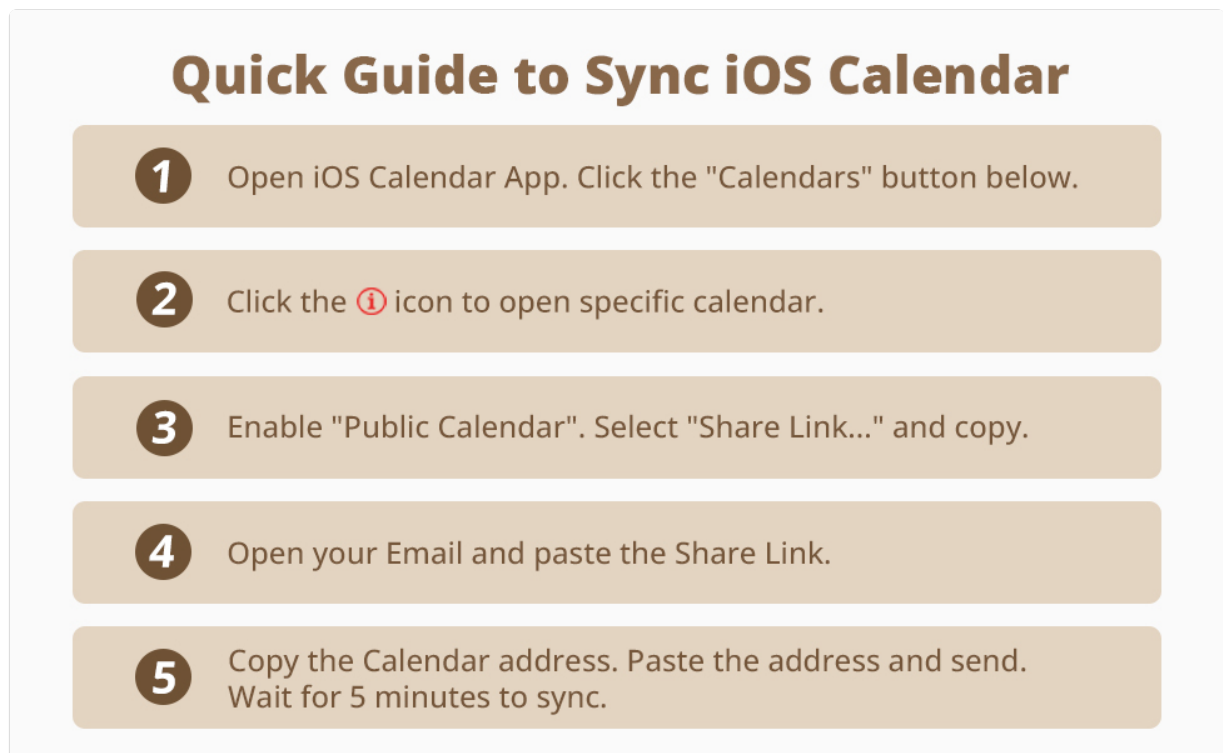 Quick Guide to Sync iOS Calendar
1 Open iOS Calendar App. Click the "Calendars" button below.
2 Click the ⓘ icon to open specific calendar.
3 Enable "Public Calendar". Select "Share Link..." and copy.
4 Open your Email and paste the Share Link.
5 Copy the Calendar address. Paste the address and send.
Wait for 5 minutes to sync.